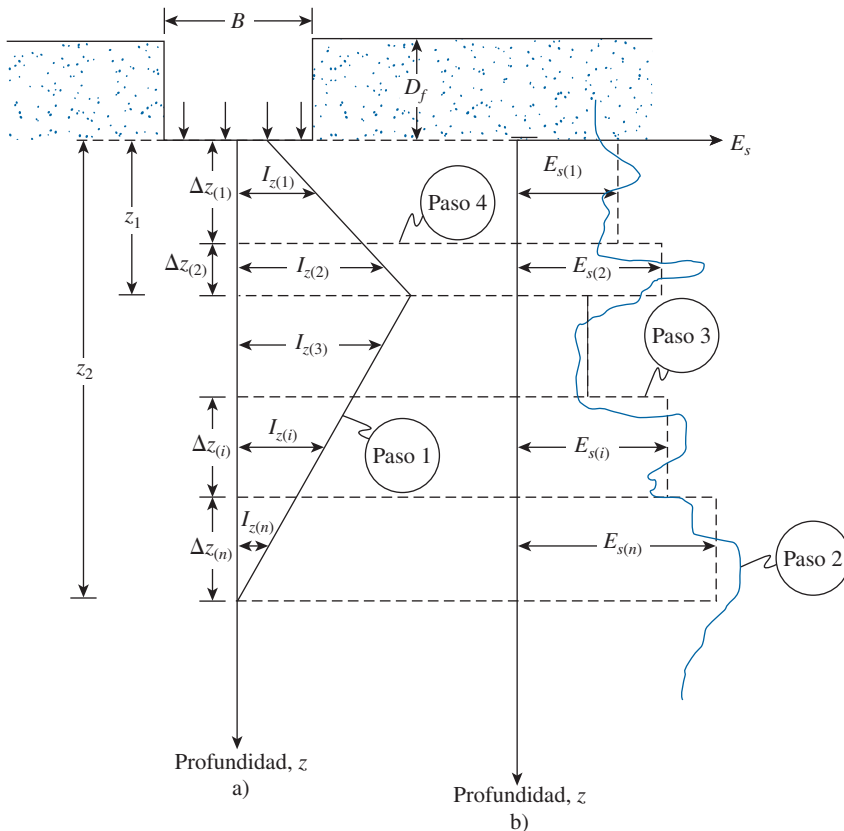 B
D_f
E_s
Δz_(1)
I_z(1)
E_s(1)
z_1
Paso 4
Δz_(2)
I_z(2)
E_s(2)
Paso 3
z_2
I_z(3)
Δz_(i)
I_z(i)
Paso 1
E_s(i)
I_z(n)
Δz_(n)
E_s(n)
Paso 2
Profundidad, z
a)
Profundidad, z
b)